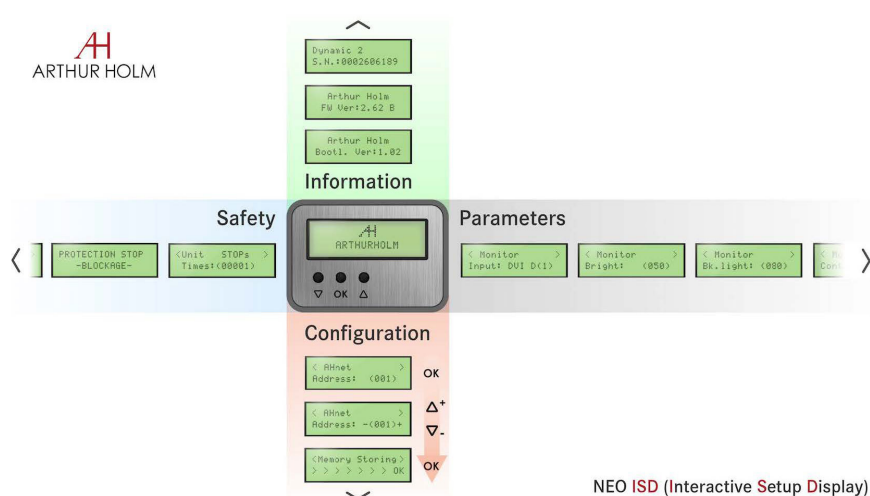 AH
ARTHUR HOLM
Dynamic 2
S.N.:0002606189
Arthur Holm
FW Ver:2.62 B
Arthur Holm
Bootl. Ver:1.02
Information
Safety
PROTECTION STOP
-BLOCKAGE-
<Unit STOPs >
Times:(00001)
AH
ARTHURHOLM
▽ OK △
Parameters
< Monitor >
Input: DVI D(1)
< Monitor >
Bright: (050)
< Monitor >
Bk.light: (080)
Configuration
< AHnet >
Address: (001)
OK
< AHnet >
Address: -(001)+
△+
▽-
<Memory Storing>
> > > > > > > OK
OK
NEO ISD (Interactive Setup Display)